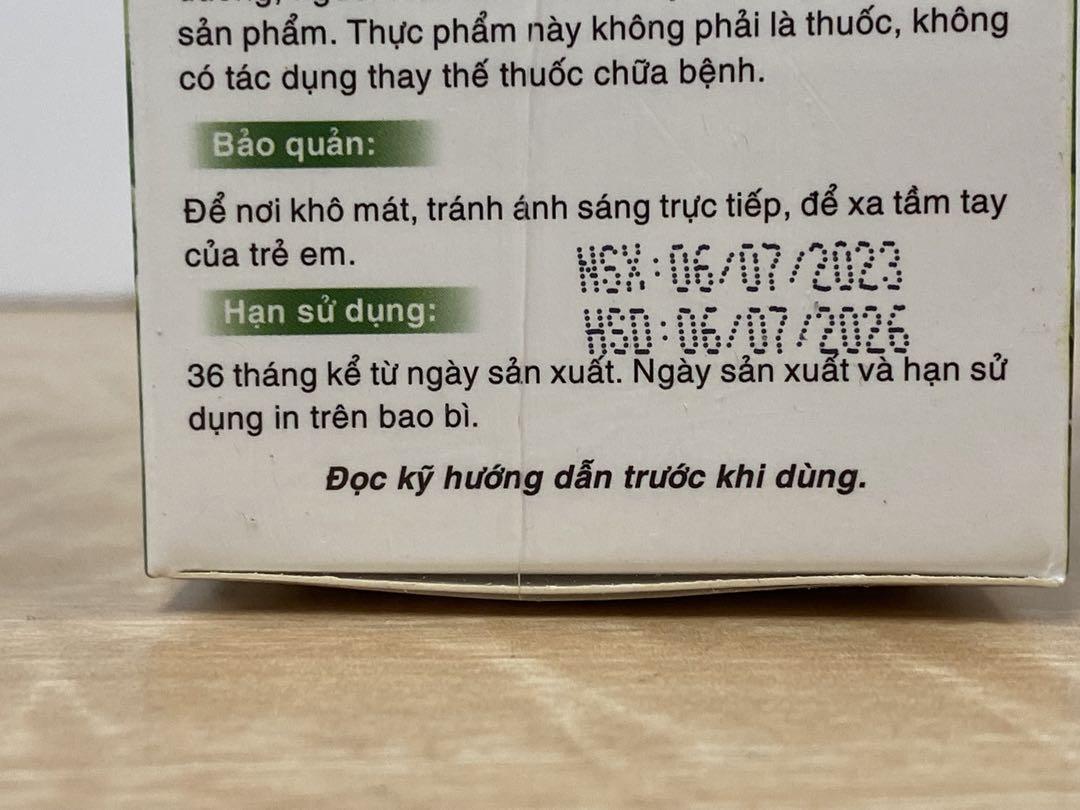 sản phẩm. Thực phẩm này không phải là thuốc, không
có tác dụng thay thế thuốc chữa bệnh.
Bảo quản:
Để nơi khô mát, tránh ánh sáng trực tiếp, để xa tầm tay
của trẻ em.
NSX:06/07/2023
Hạn sử dụng:
HSD:06/07/2026
36 tháng kể từ ngày sản xuất. Ngày sản xuất và hạn sử
dụng in trên bao bì.
Đọc kỹ hướng dẫn trước khi dùng.